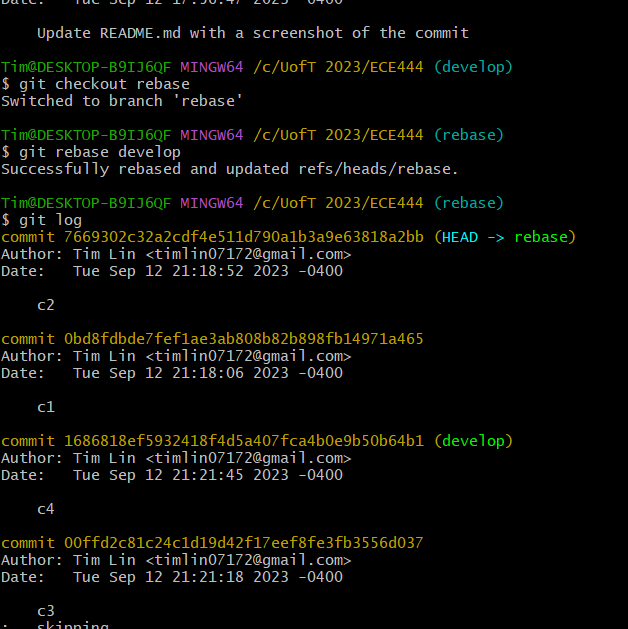 Date:   Tue Sep 12 17:56:47 2023 -0400
Update README.md with a screenshot of the commit
Tim@DESKTOP-B9IJ6QF MINGW64 /c/UofT 2023/ECE444 (develop)
$ git checkout rebase
Switched to branch 'rebase'
Tim@DESKTOP-B9IJ6QF MINGW64 /c/UofT 2023/ECE444 (rebase)
$ git rebase develop
Successfully rebased and updated refs/heads/rebase.
Tim@DESKTOP-B9IJ6QF MINGW64 /c/UofT 2023/ECE444 (rebase)
$ git log
commit 7669302c32a2cdf4e511d790a1b3a9e63818a2bb (HEAD -> rebase)
Author: Tim Lin <timlin07172@gmail.com>
Date:   Tue Sep 12 21:18:52 2023 -0400
c2
commit 0bd8fdbde7fef1ae3ab808b82b898fb14971a465
Author: Tim Lin <timlin07172@gmail.com>
Date:   Tue Sep 12 21:18:06 2023 -0400
c1
commit 1686818ef5932418f4d5a407fca4b0e9b50b64b1 (develop)
Author: Tim Lin <timlin07172@gmail.com>
Date:   Tue Sep 12 21:21:45 2023 -0400
c4
commit 00ffd2c81c24c1d19d42f17eef8fe3fb3556d037
Author: Tim Lin <timlin07172@gmail.com>
Date:   Tue Sep 12 21:21:18 2023 -0400
c3
:   skipping